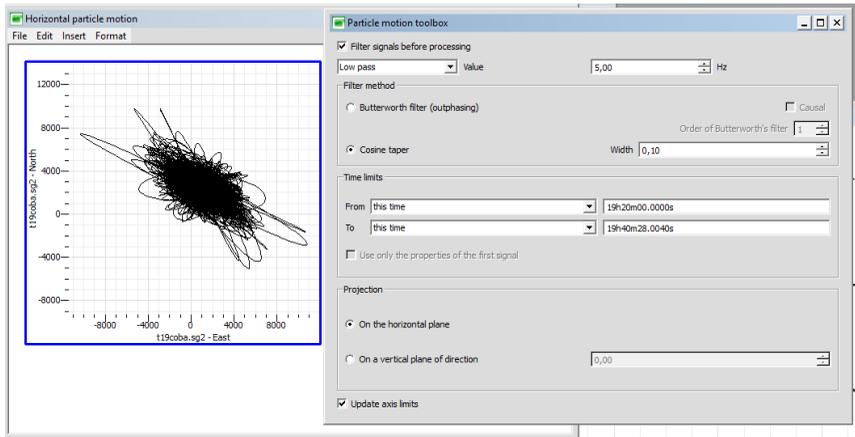 Horizontal particle motion
File Edit Insert Format
12000
8000
4000
0
-4000
-8000
t19coba.sg2 - North
-8000 -4000 0 4000 8000
t19coba.sg2 - East
Particle motion toolbox
Filter signals before processing
Low pass Value 5,00 Hz
Filter method
Butterworth filter (outphasing) Causal
Order of Butterworth's filter 1
Cosine taper Width 0,10
Time limits
From this time 19h20m00.0000s
To this time 19h40m28.0040s
Use only the properties of the first signal
Projection
On the horizontal plane
On a vertical plane of direction 0,00
Update axis limits